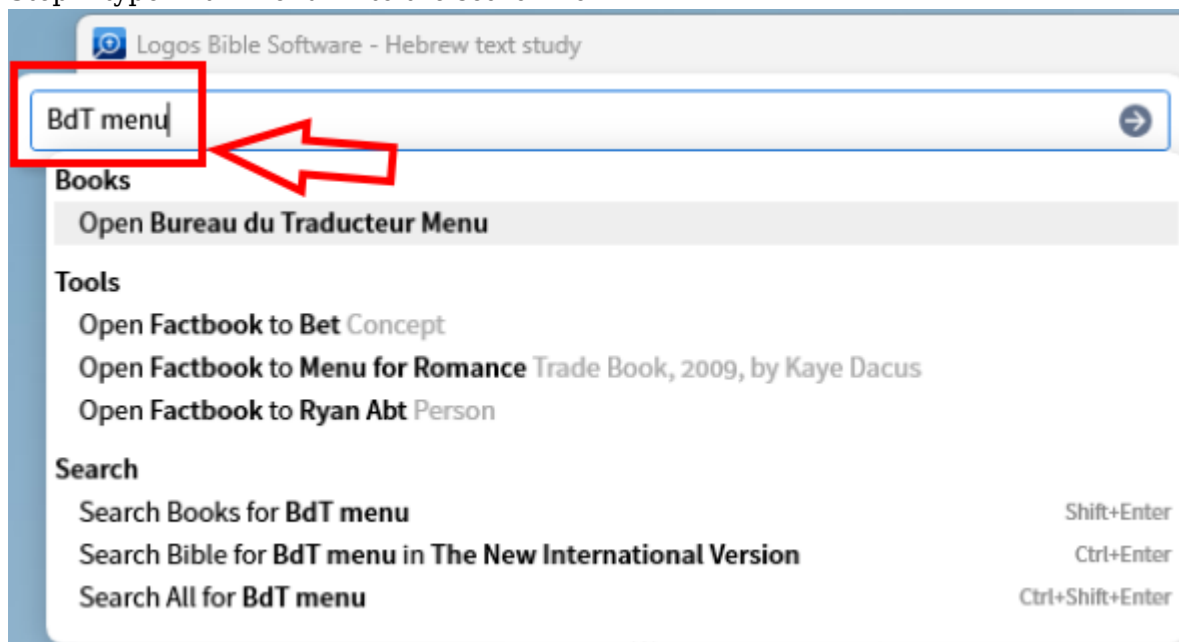 Logos Bible Software - Hebrew text study
BdT menu
Books
Open Bureau du Traducteur Menu
Tools
Open Factbook to Bet Concept
Open Factbook to Menu for Romance Trade Book, 2009, by Kaye Dacus
Open Factbook to Ryan Abt Person
Search
Search Books for BdT menu Shift+Enter
Search Bible for BdT menu in The New International Version Ctrl+Enter
Search All for BdT menu Ctrl+Shift+Enter